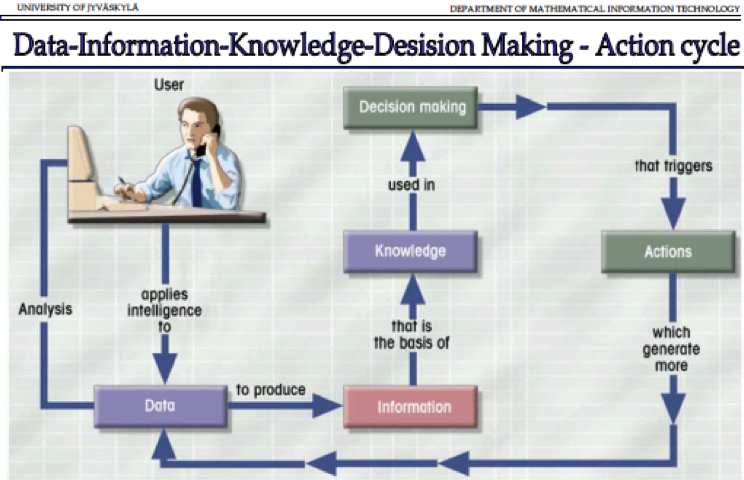 UNIVERSITY OF JYVÄSKYLÄ
DEPARTMENT OF MATHEMATICAL INFORMATION TECHNOLOGY
Data-Information-Knowledge-Desision Making - Action cycle
User
Decision making
that triggers
used in
Knowledge
Actions
Analysis
applies
intelligence
to
that is
the basis of
which
generate
more
Data
to produce
Information